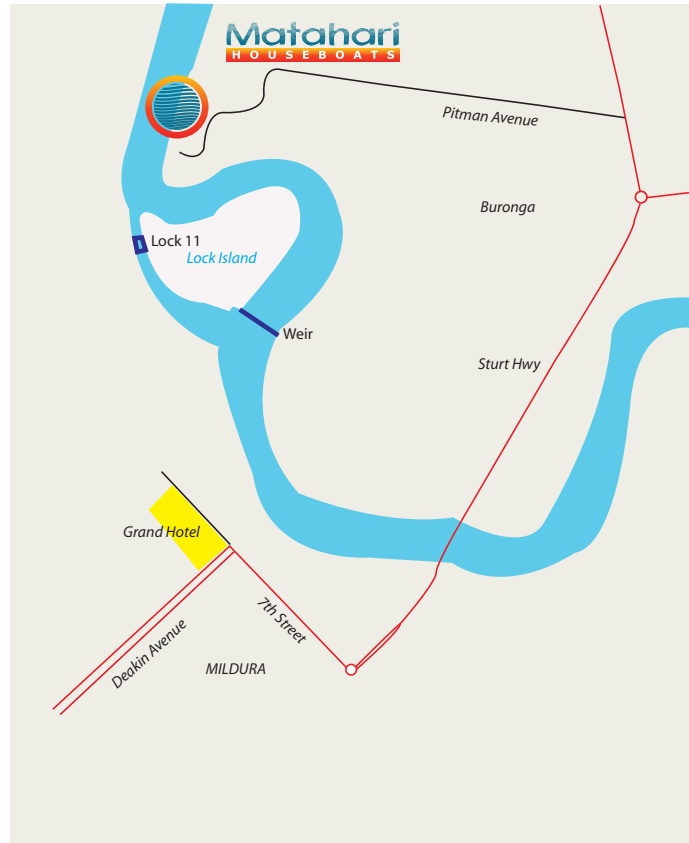 Matahari
HOUSEBOATS
Pitman Avenue
Buronga
Lock 11
Lock Island
Weir
Sturt Hwy
Grand Hotel
7th Street
Deakin Avenue
MILDURA